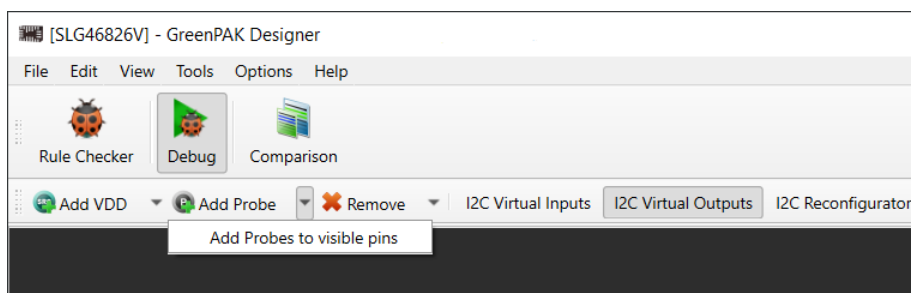 [SLG46826V] - GreenPAK Designer
File Edit View Tools Options Help
Rule Checker Debug Comparison
Add VDD Add Probe Remove I2C Virtual Inputs I2C Virtual Outputs I2C Reconfigurator
Add Probes to visible pins